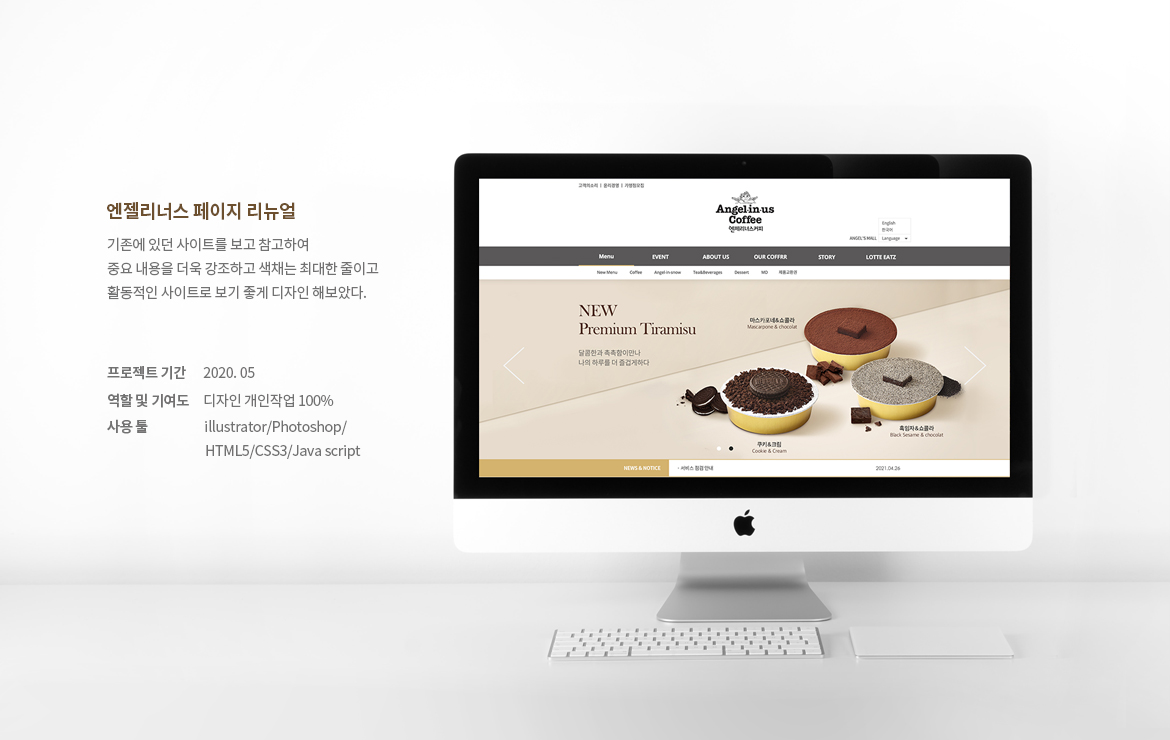 엔젤리너스 페이지 리뉴얼
기존에 있던 사이트를 보고 참고하여
중요 내용을 더욱 강조하고 색채는 최대한 줄이고
활동적인 사이트로 보기 좋게 디자인 해보았다.
프로젝트 기간 2020. 05
역할 및 기여도 디자인 개인작업 100%
사용 툴 illustrator/Photoshop/
HTML5/CSS3/Java script
고객의소리 | 윤리경영 | 가맹점모집
Angel·in·us
Coffee
엔제리너스커피
English
한국어
ANGEL'S MALL Language
Menu EVENT ABOUT US OUR COFFRR STORY LOTTE EATZ
New Menu Coffee Angel-in-snow Tea&Beverages Dessert MD 제품교환권
NEW
Premium Tiramisu
달콤한과 촉촉함이만나
나의 하루를 더 즐겁게하다
마스카포네&쇼콜라
Mascarpone & chocolat
흑임자&쇼콜라
Black Sesame & chocolat
쿠키&크림
Cookie & Cream
NEWS & NOTICE · 서비스 점검 안내 2021.04.26